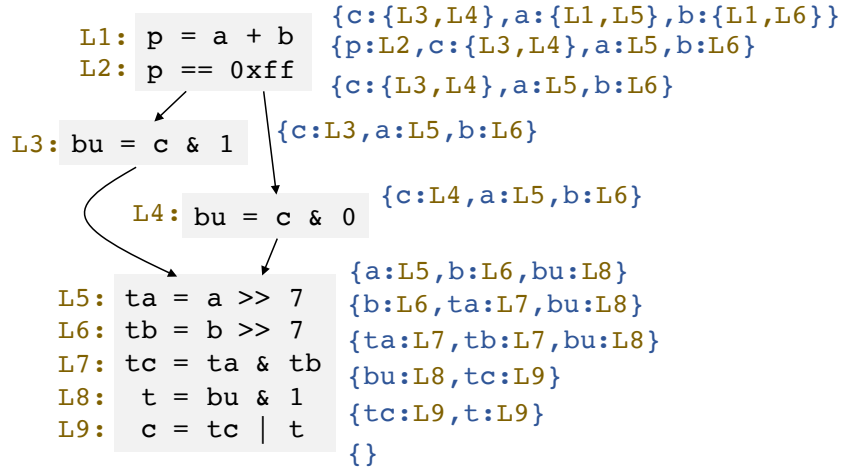 {c:{L3,L4},a:{L1,L5},b:{L1,L6}}
L1: p = a + b
{p:L2,c:{L3,L4},a:L5,b:L6}
L2: p == 0xff
{c:{L3,L4},a:L5,b:L6}
{c:L3,a:L5,b:L6}
L3: bu = c & 1
{c:L4,a:L5,b:L6}
L4: bu = c & 0
{a:L5,b:L6,bu:L8}
L5: ta = a >> 7
{b:L6,ta:L7,bu:L8}
L6: tb = b >> 7
{ta:L7,tb:L7,bu:L8}
L7: tc = ta & tb
{bu:L8,tc:L9}
L8: t = bu & 1
{tc:L9,t:L9}
L9: c = tc | t
{}